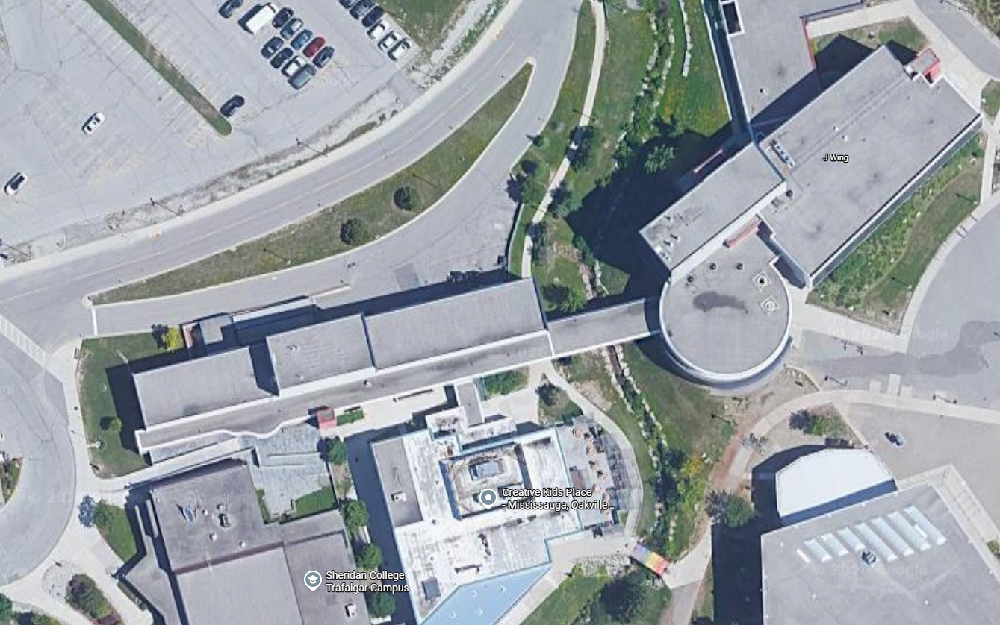 J Wing
Creative Kids Place
- Mississauga, Oakville...
Sheridan College
Trafalgar Campus